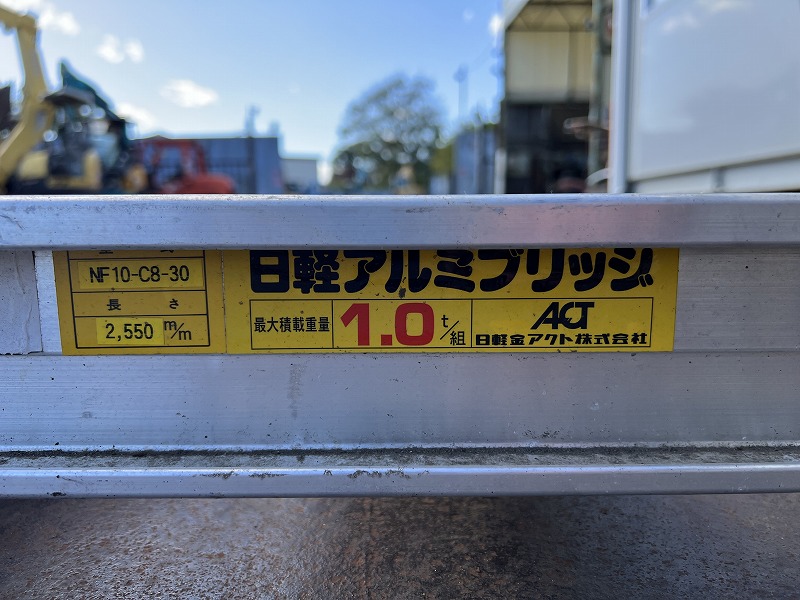 NF10-C8-30
長さ
2,550 m/m
日軽アルミブリッジ
最大積載重量
1.0 t/組
ACT
日軽金アクト株式会社